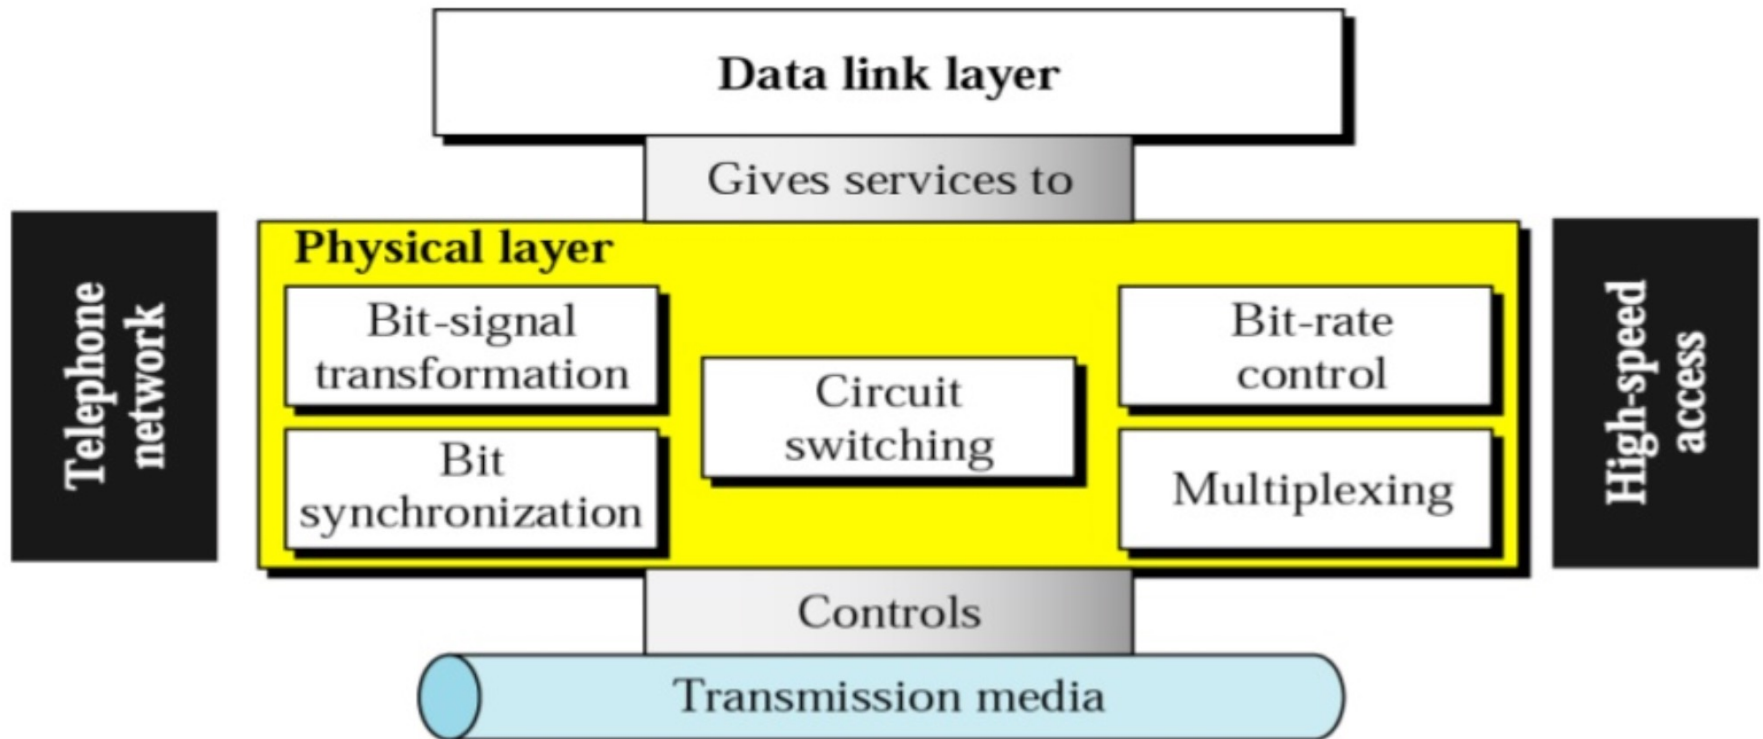 Data link layer
Gives services to
Telephone
network
Physical layer
Bit-signal
transformation
Bit
synchronization
Circuit
switching
Bit-rate
control
Multiplexing
High-speed
access
Controls
Transmission media